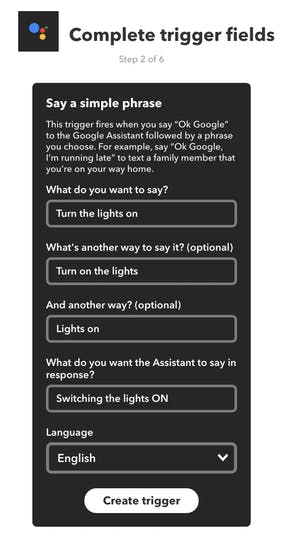 Complete trigger fields
Step 2 of 6
Say a simple phrase
This trigger fires when you say “Ok Google”
to the Google Assistant followed by a phrase
you choose. For example, say “Ok Google,
I’m running late” to text a family member that
you’re on your way home.
What do you want to say?
Turn the lights on
What's another way to say it? (optional)
Turn on the lights
And another way? (optional)
Lights on
What do you want the Assistant to say in
response?
Switching the lights ON
Language
English
Create trigger